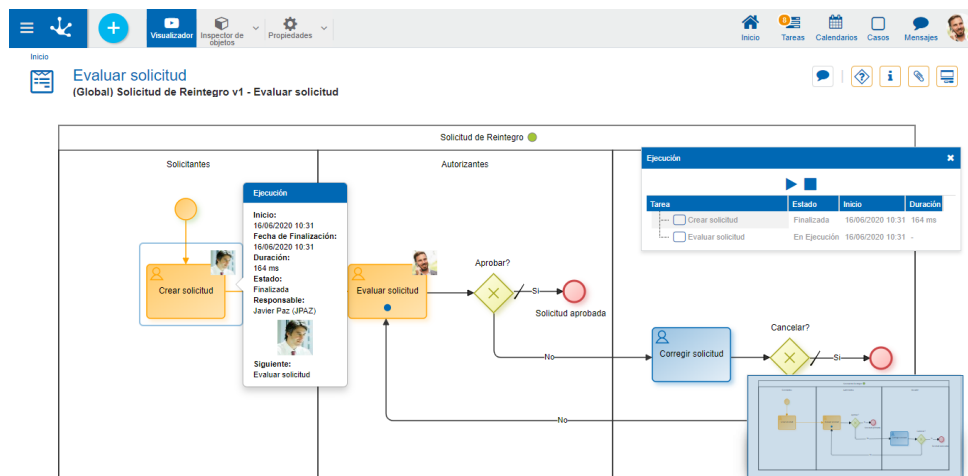 Visualizador
Inspector de
objetos
Propiedades
Inicio
Tareas
Calendarios
Casos
Mensajes
Inicio
Evaluar solicitud
(Global) Solicitud de Reintegro v1 - Evaluar solicitud
Solicitud de Reintegro
Solicitantes
Autorizantes
Ejecución
Tarea Estado Inicio Duración
Crear solicitud Finalizada 16/06/2020 10:31 164 ms
Evaluar solicitud En Ejecución 16/06/2020 10:31 -
Ejecución
Inicio:
16/06/2020 10:31
Fecha de Finalización:
16/06/2020 10:31
Duración:
164 ms
Estado:
Finalizada
Responsable:
Javier Paz (JPAZ)
Siguiente:
Evaluar solicitud
Crear solicitud
Evaluar solicitud
Aprobar?
Si
Solicitud aprobada
No
Corregir solicitud
Cancelar?
Si
No